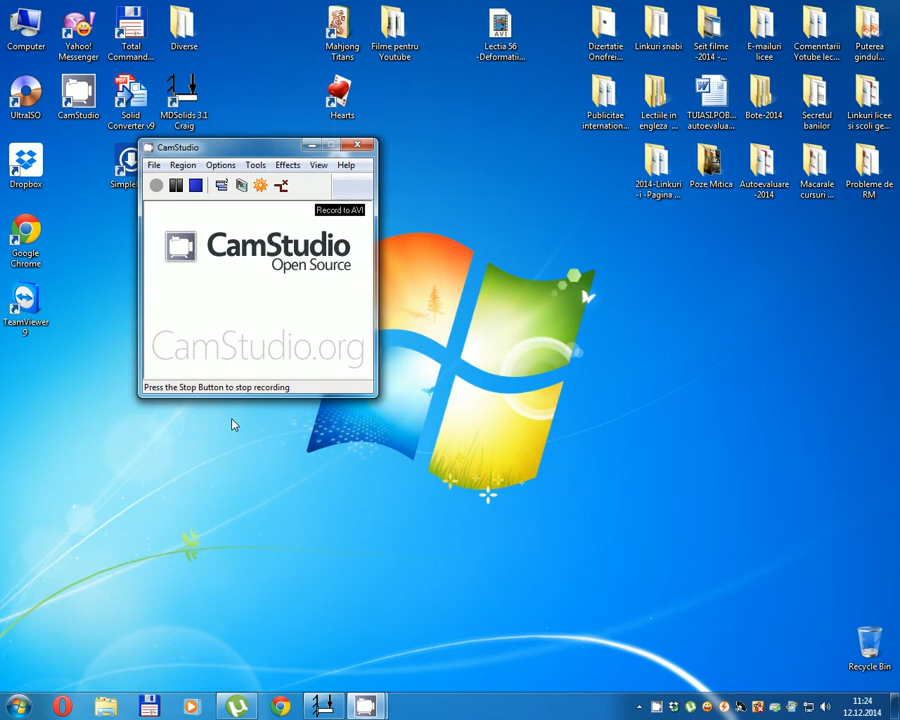 Computer
Yahoo!
Messenger
Total
Command...
Diverse
Mahjong
Titans
Filme pentru
Youtube
Lectia 56
-Deformatii...
Dizertatie
Onofrei...
Linkuri snabi
Seit filme
-2014 -...
E-mailuri
licee
Comenntarii
Yotube lec...
Puterea
gindul...
UltraISO
CamStudio
Solid
Converter v9
MDSolids 3.1
Craig
Hearts
Publicitae
internation...
Lectiile in
engleza ...
TUIASI.POB...
autoevalua...
Bote-2014
Secretul
banilor
Linkuri licee
si scoli ge...
Dropbox
2014-Linkuri
-i -Pagina ...
Poze Mitica
Autoevaluare
-2014
Macarale
cursuri ...
Probleme de
RM
Google
Chrome
TeamViewer
9
CamStudio
File Region Options Tools Effects View Help
Record to AVI
CamStudio
Open Source
CamStudio.org
Press the Stop Button to stop recording
Recycle Bin
11:24
12.12.2014